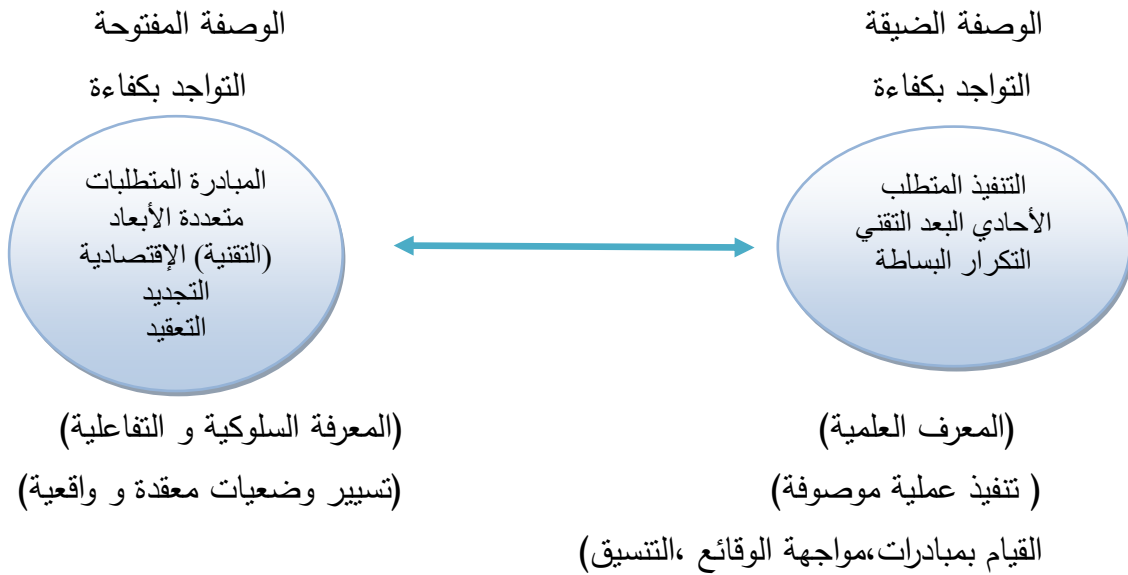 الوصفة الضيقة
التواجد بكفاءة
التنفيذ المتطلب
الأحادي البعد التقني
التكرار البساطة
(المعرف العلمية)
( تنفيذ عملية موصوفة)
القيام بمبادرات،مواجهة الوقائع ،التنسيق)
الوصفة المفتوحة
التواجد بكفاءة
المبادرة المتطلبات
متعددة الأبعاد
(التقنية) الإقتصادية
التجديد
التعقيد
(المعرفة السلوكية و التفاعلية)
(تسيير وضعيات معقدة و واقعية)